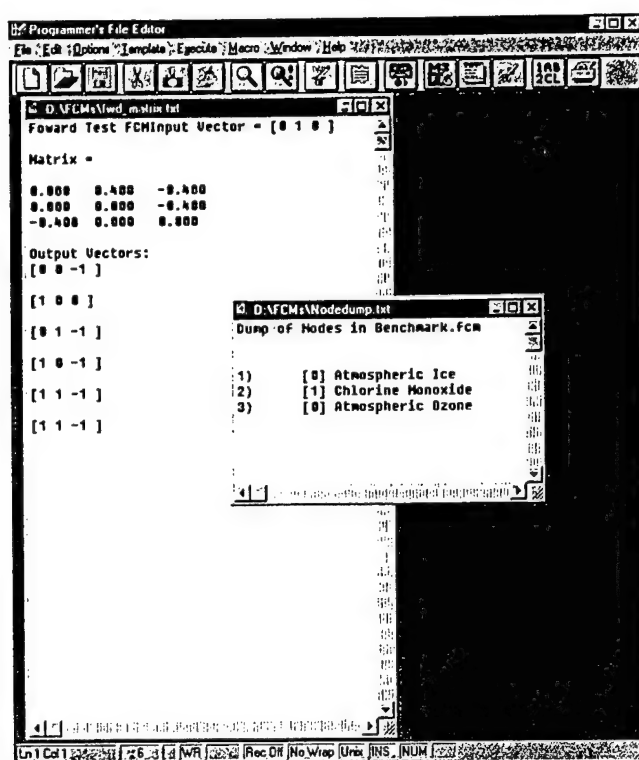 Programmer's File Editor
File Edit Options Template Execute Macro Window Help
D:\FCMs\fwd_matrix.txt
Foward Test FCMInput Vector = [0 1 0 ]
Matrix =
0.000 0.400 -0.400
0.000 0.000 -0.400
-0.400 0.000 0.000
Output Vectors:
[0 0 -1 ]
[1 0 0 ]
[0 1 -1 ]
[1 0 -1 ]
[1 1 -1 ]
[1 1 -1 ]
D:\FCMs\Nodedump.txt
Dump of Nodes in Benchmark.fcm
1) [0] Atmospheric Ice
2) [1] Chlorine Monoxide
3) [0] Atmospheric Ozone
Ln 1 Col 1 WR Rec Off No Wrap Unix INS NUM